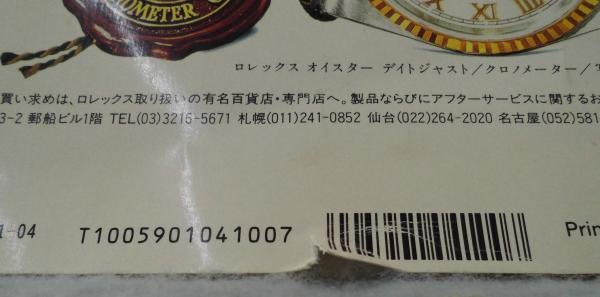 OMETER
XI
ロレックス オイスター デイトジャスト/クロノメーター/
買い求めは、ロレックス取り扱いの有名百貨店・専門店へ。製品ならびにアフターサービスに関するお
3-2 郵船ビル1階 TEL(03)3215-5671 札幌(011)241-0852 仙台(022)264-2020 名古屋(052)581
1-04
T1005901041007
Prin